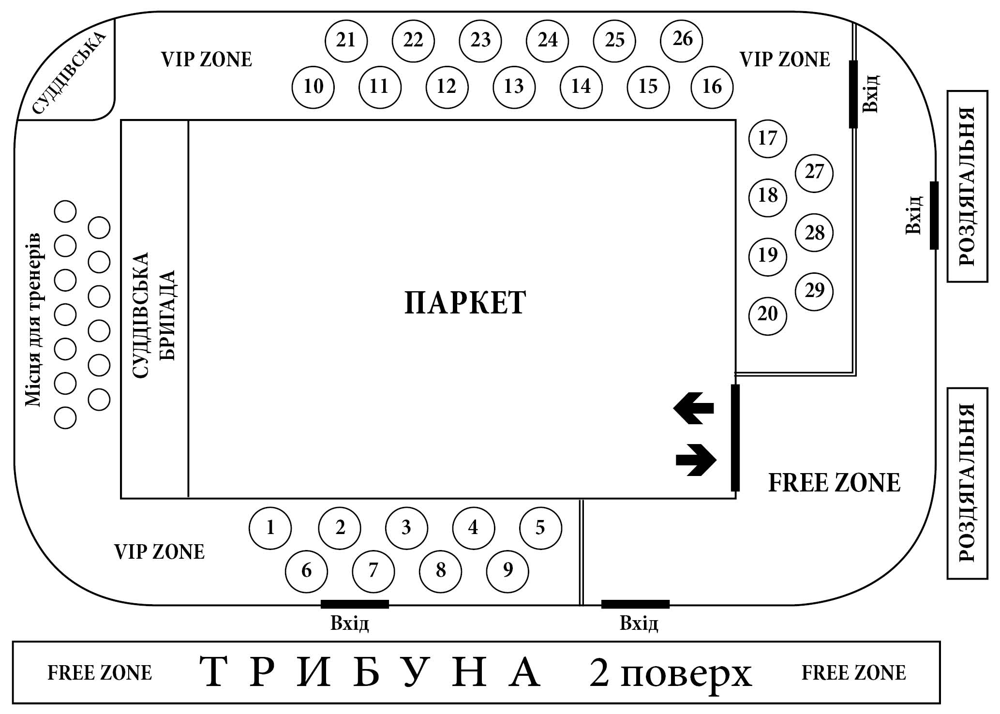 21 22 23 24 25 26
СУДДІВСЬКА
VIP ZONE
VIP ZONE
10 11 12 13 14 15 16
Вхід
17
27
18
28
19
29
20
РОЗДЯГАЛЬНЯ
Вхід
Місця для тренерів
СУДДІВСЬКА
БРИГАДА
ПАРКЕТ
FREE ZONE
РОЗДЯГАЛЬНЯ
1 2 3 4 5
VIP ZONE
6 7 8 9
Вхід
Вхід
FREE ZONE ТРИБУНА 2 поверх FREE ZONE